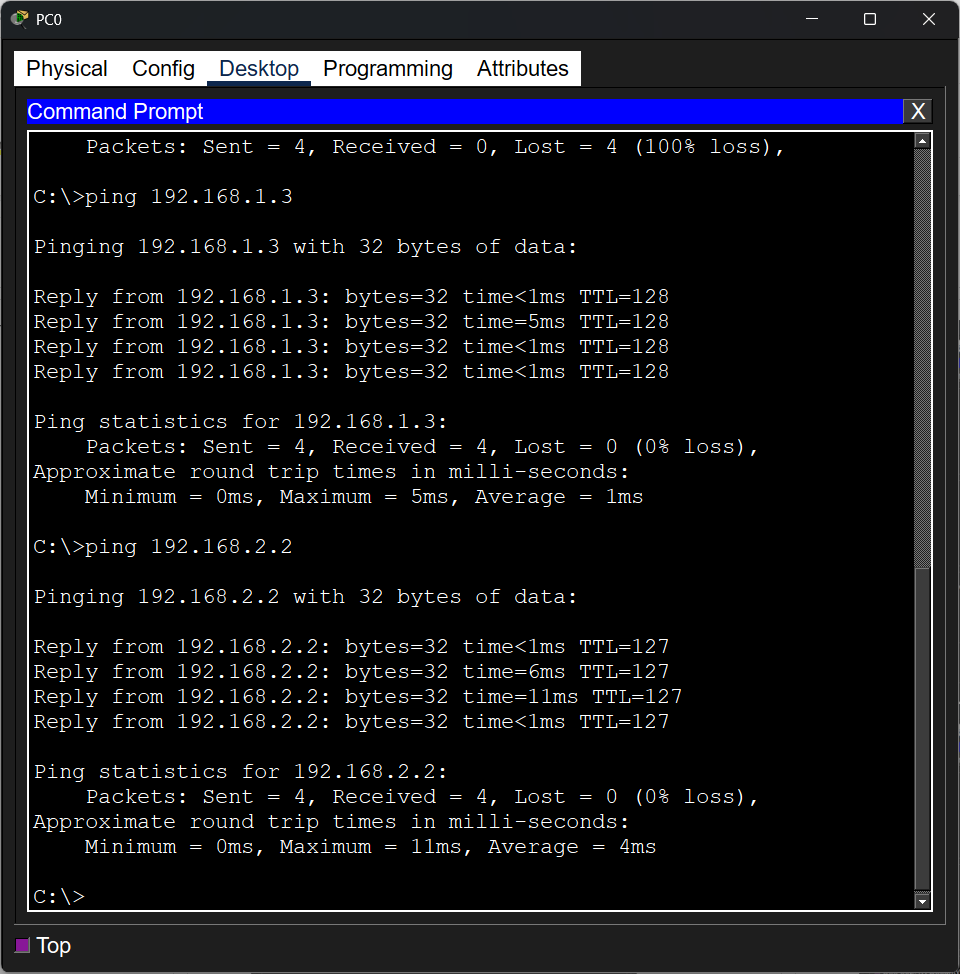 PC0
Physical Config Desktop Programming Attributes
Command Prompt X
Packets: Sent = 4, Received = 0, Lost = 4 (100% loss),
C:\>ping 192.168.1.3
Pinging 192.168.1.3 with 32 bytes of data:
Reply from 192.168.1.3: bytes=32 time<1ms TTL=128
Reply from 192.168.1.3: bytes=32 time=5ms TTL=128
Reply from 192.168.1.3: bytes=32 time<1ms TTL=128
Reply from 192.168.1.3: bytes=32 time<1ms TTL=128
Ping statistics for 192.168.1.3:
Packets: Sent = 4, Received = 4, Lost = 0 (0% loss),
Approximate round trip times in milli-seconds:
Minimum = 0ms, Maximum = 5ms, Average = 1ms
C:\>ping 192.168.2.2
Pinging 192.168.2.2 with 32 bytes of data:
Reply from 192.168.2.2: bytes=32 time<1ms TTL=127
Reply from 192.168.2.2: bytes=32 time=6ms TTL=127
Reply from 192.168.2.2: bytes=32 time=11ms TTL=127
Reply from 192.168.2.2: bytes=32 time<1ms TTL=127
Ping statistics for 192.168.2.2:
Packets: Sent = 4, Received = 4, Lost = 0 (0% loss),
Approximate round trip times in milli-seconds:
Minimum = 0ms, Maximum = 11ms, Average = 4ms
C:\>
Top